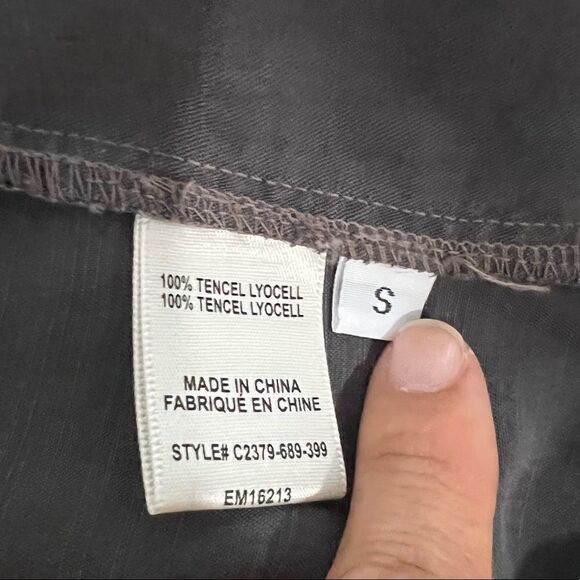 100% TENCEL LYOCELL
100% TENCEL LYOCELL
S
MADE IN CHINA
FABRIQUÉ EN CHINE
STYLE# C2379-689-399
EM16213